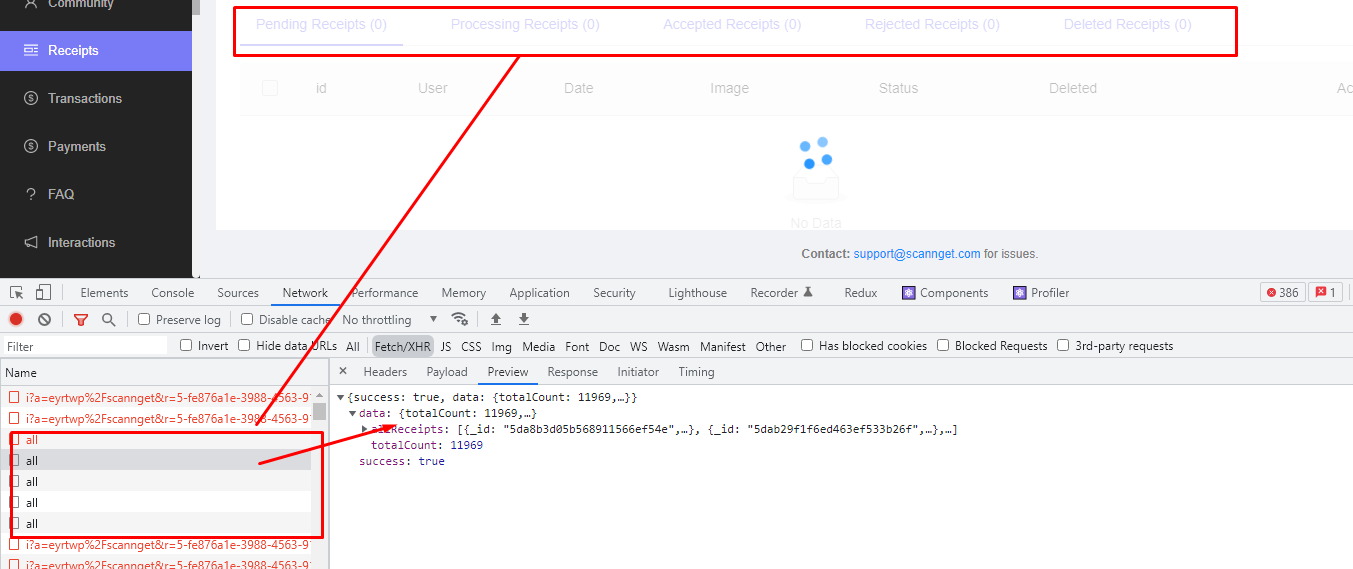 Community
Pending Receipts (0) Processing Receipts (0) Accepted Receipts (0) Rejected Receipts (0) Deleted Receipts (0)
Receipts
id User Date Image Status Deleted
Transactions
Payments
FAQ
No Data
Interactions
Contact: support@scannget.com for issues.
Elements Console Sources Network Performance Memory Application Security Lighthouse Recorder Redux Components Profiler 386 1
Preserve log Disable cache No throttling
Filter Invert Hide data URLs All Fetch/XHR JS CSS Img Media Font Doc WS Wasm Manifest Other Has blocked cookies Blocked Requests 3rd-party requests
Name
× Headers Payload Preview Response Initiator Timing
i?a=eyrtwp%2Fscannget&r=5-fe876a1e-3988-4563-9
i?a=eyrtwp%2Fscannget&r=5-fe876a1e-3988-4563-9
all
all
all
all
all
i?a=eyrtwp%2Fscannget&r=5-fe876a1e-3988-4563-9
i?a=eyrtwp%2Fscannget&r=5-fe876a1e-3988-4563-9
▼{success: true, data: {totalCount: 11969,…}}
▼data: {totalCount: 11969,…}
[{_id: "5da8b3d05b568911566ef54e",…}, {_id: "5dab29f1f6ed463ef533b26f",…},…]
totalCount: 11969
success: true